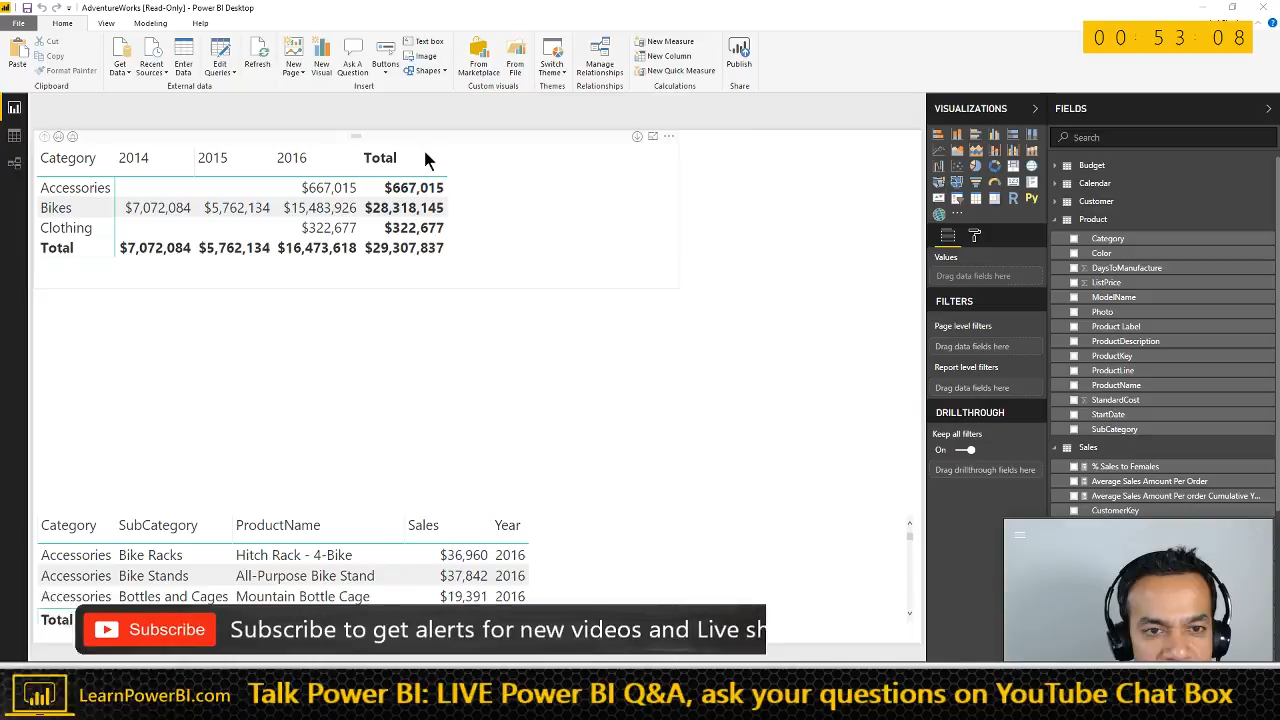 AdventureWorks [Read-Only] - Power BI Desktop
File Home View Modeling Help
00:53:08
Paste
Cut
Copy
Format Painter
Clipboard
Get Data
Recent Sources
Enter Data
Edit Queries
Refresh
External data
New Page
New Visual
Ask A Question
Buttons
Text box
Image
Shapes
Insert
From Marketplace
From File
Custom visuals
Switch Theme
Themes
Manage Relationships
Relationships
New Measure
New Column
New Quick Measure
Calculations
Publish
Share
Category 2014 2015 2016 Total
Accessories $667,015 $667,015
Bikes $7,072,084 $5,762,134 $15,483,926 $28,318,145
Clothing $322,677 $322,677
Total $7,072,084 $5,762,134 $16,473,618 $29,307,837
Category SubCategory ProductName Sales Year
Accessories Bike Racks Hitch Rack - 4-Bike $36,960 2016
Accessories Bike Stands All-Purpose Bike Stand $37,842 2016
Accessories Bottles and Cages Mountain Bottle Cage $19,391 2016
Total
Subscribe Subscribe to get alerts for new videos and Live sh
VISUALIZATIONS
R Py
Values
Drag data fields here
FILTERS
Page level filters
Drag data fields here
Report level filters
Drag data fields here
DRILLTHROUGH
Keep all filters
On
Drag drillthrough fields here
FIELDS
Search
Budget
Calendar
Customer
Product
Category
Color
DaysToManufacture
ListPrice
ModelName
Photo
Product Label
ProductDescription
ProductKey
ProductLine
ProductName
StandardCost
StartDate
SubCategory
Sales
% Sales to Females
Average Sales Amount Per Order
Average Sales Amount Per order Cumulative Y...
CustomerKey
LearnPowerBI.com Talk Power BI: LIVE Power BI Q&A, ask your questions on YouTube Chat Box